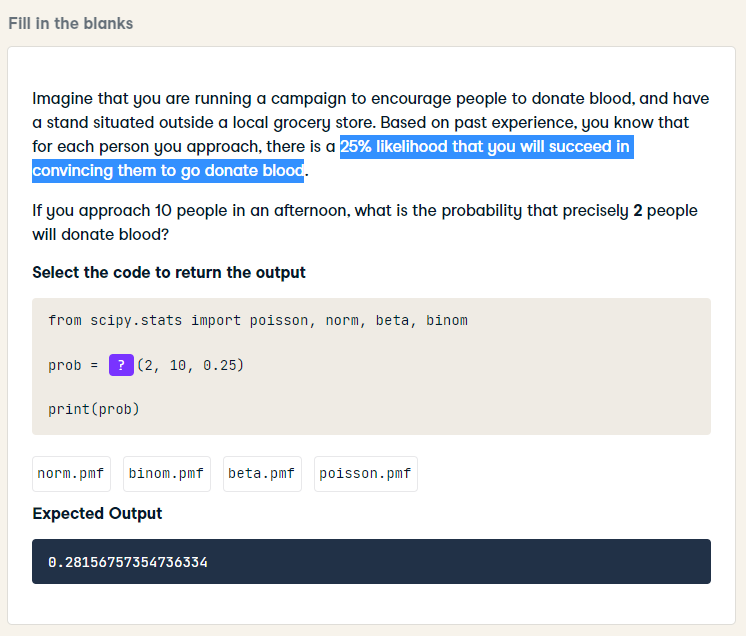 Fill in the blanks
Imagine that you are running a campaign to encourage people to donate blood, and have
a stand situated outside a local grocery store. Based on past experience, you know that
for each person you approach, there is a 25% likelihood that you will succeed in
convincing them to go donate blood.
If you approach 10 people in an afternoon, what is the probability that precisely 2 people
will donate blood?
Select the code to return the output
from scipy.stats import poisson, norm, beta, binom
prob = ?(2, 10, 0.25)
print(prob)
norm.pmf binom.pmf beta.pmf poisson.pmf
Expected Output
0.28156757354736334